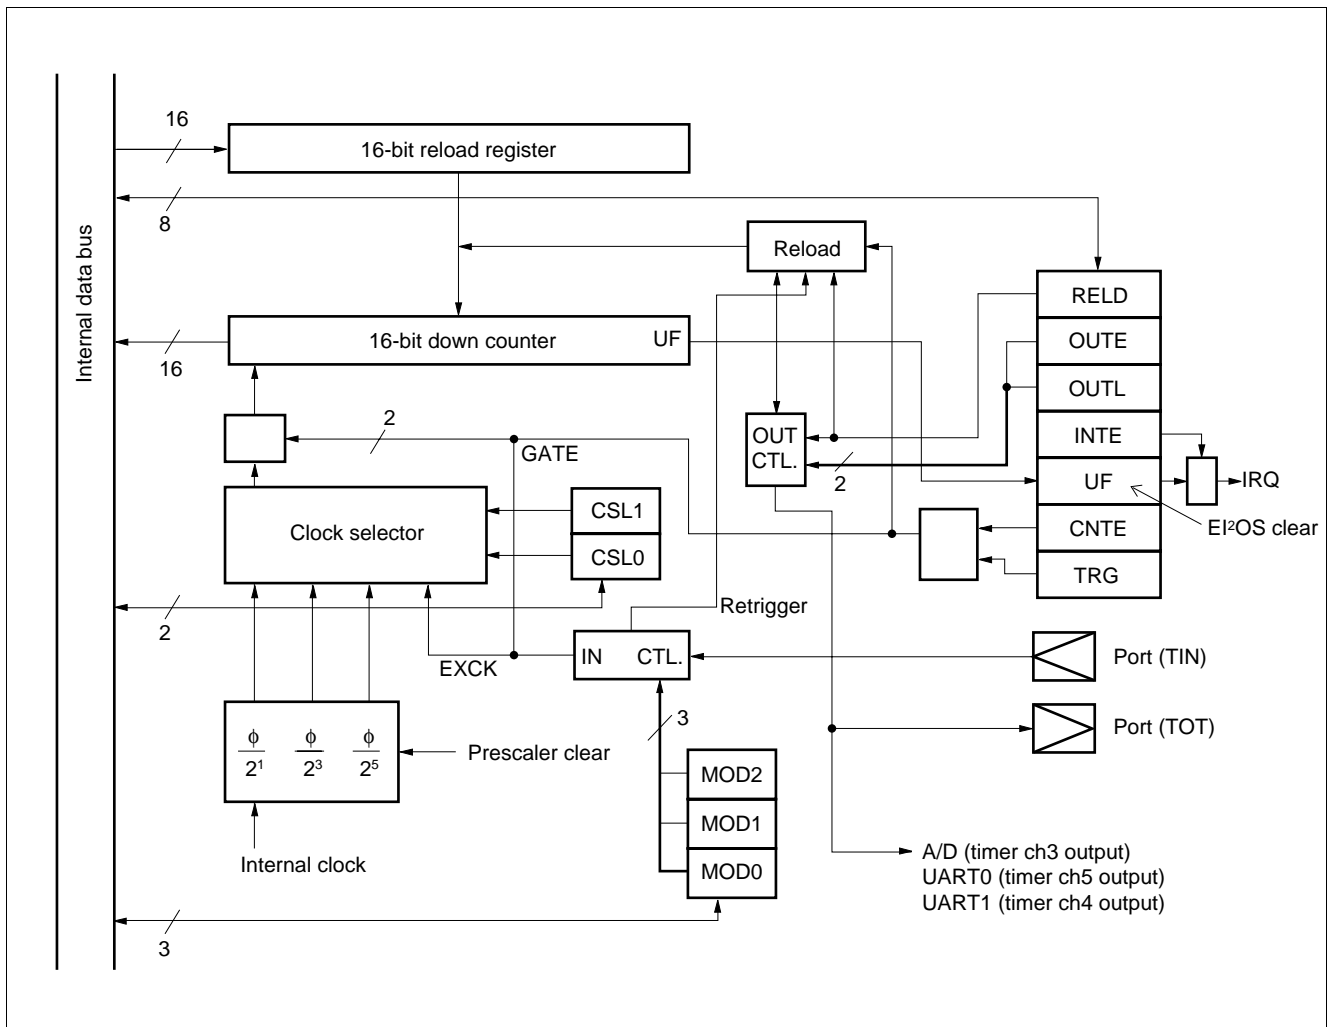 16
16-bit reload register
8
Internal data bus
Reload
RELD
16-bit down counter UF
OUTE
16
OUTL
2
GATE
OUT
CTL.
2
INTE
UF
IRQ
EI²OS clear
Clock selector
CSL1
CSL0
CNTE
TRG
2
Retrigger
EXCK
IN CTL.
Port (TIN)
3
Port (TOT)
ϕ
2¹
ϕ
2³
ϕ
2⁵
Prescaler clear
MOD2
MOD1
MOD0
Internal clock
A/D (timer ch3 output)
UART0 (timer ch5 output)
UART1 (timer ch4 output)
3